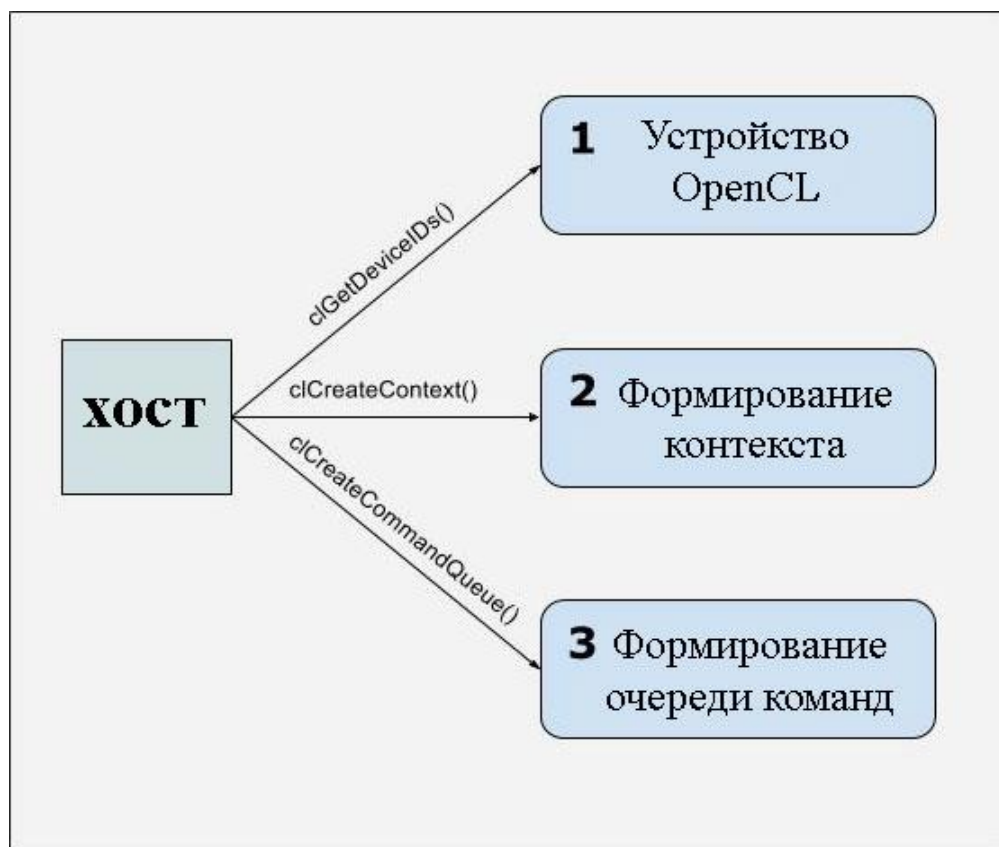 1 Устройство
OpenCL
clGetDeviceIDs()
хост
clCreateContext()
2 Формирование
контекста
clCreateCommandQueue()
3 Формирование
очереди команд